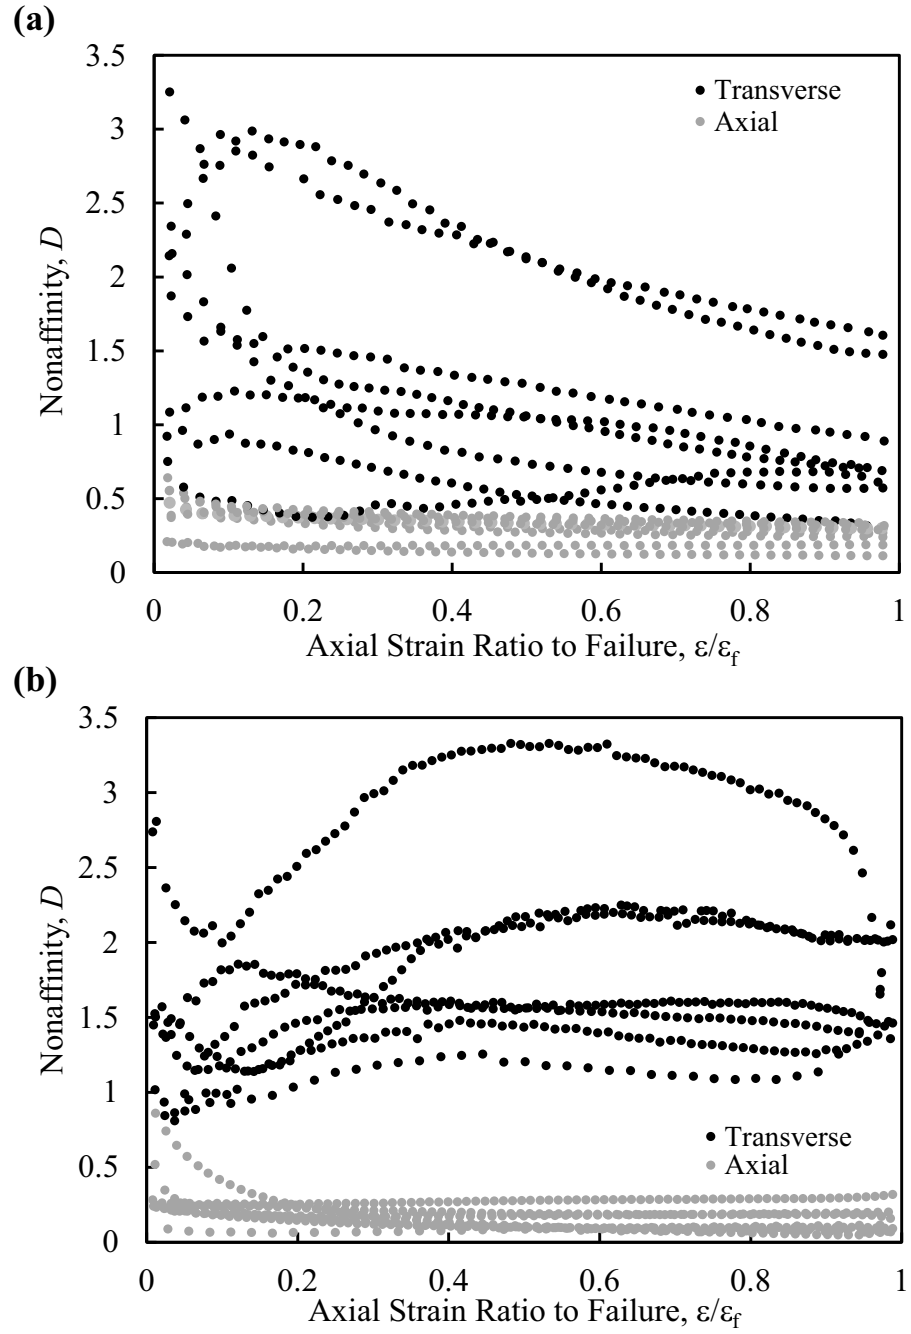 (a)
3.5
3
2.5
2
1.5
1
0.5
0
Nonaffinity, D
Transverse
Axial
0 0.2 0.4 0.6 0.8 1
Axial Strain Ratio to Failure, ε/εf
(b)
3.5
3
2.5
2
1.5
1
0.5
0
Nonaffinity, D
Transverse
Axial
0 0.2 0.4 0.6 0.8 1
Axial Strain Ratio to Failure, ε/εf